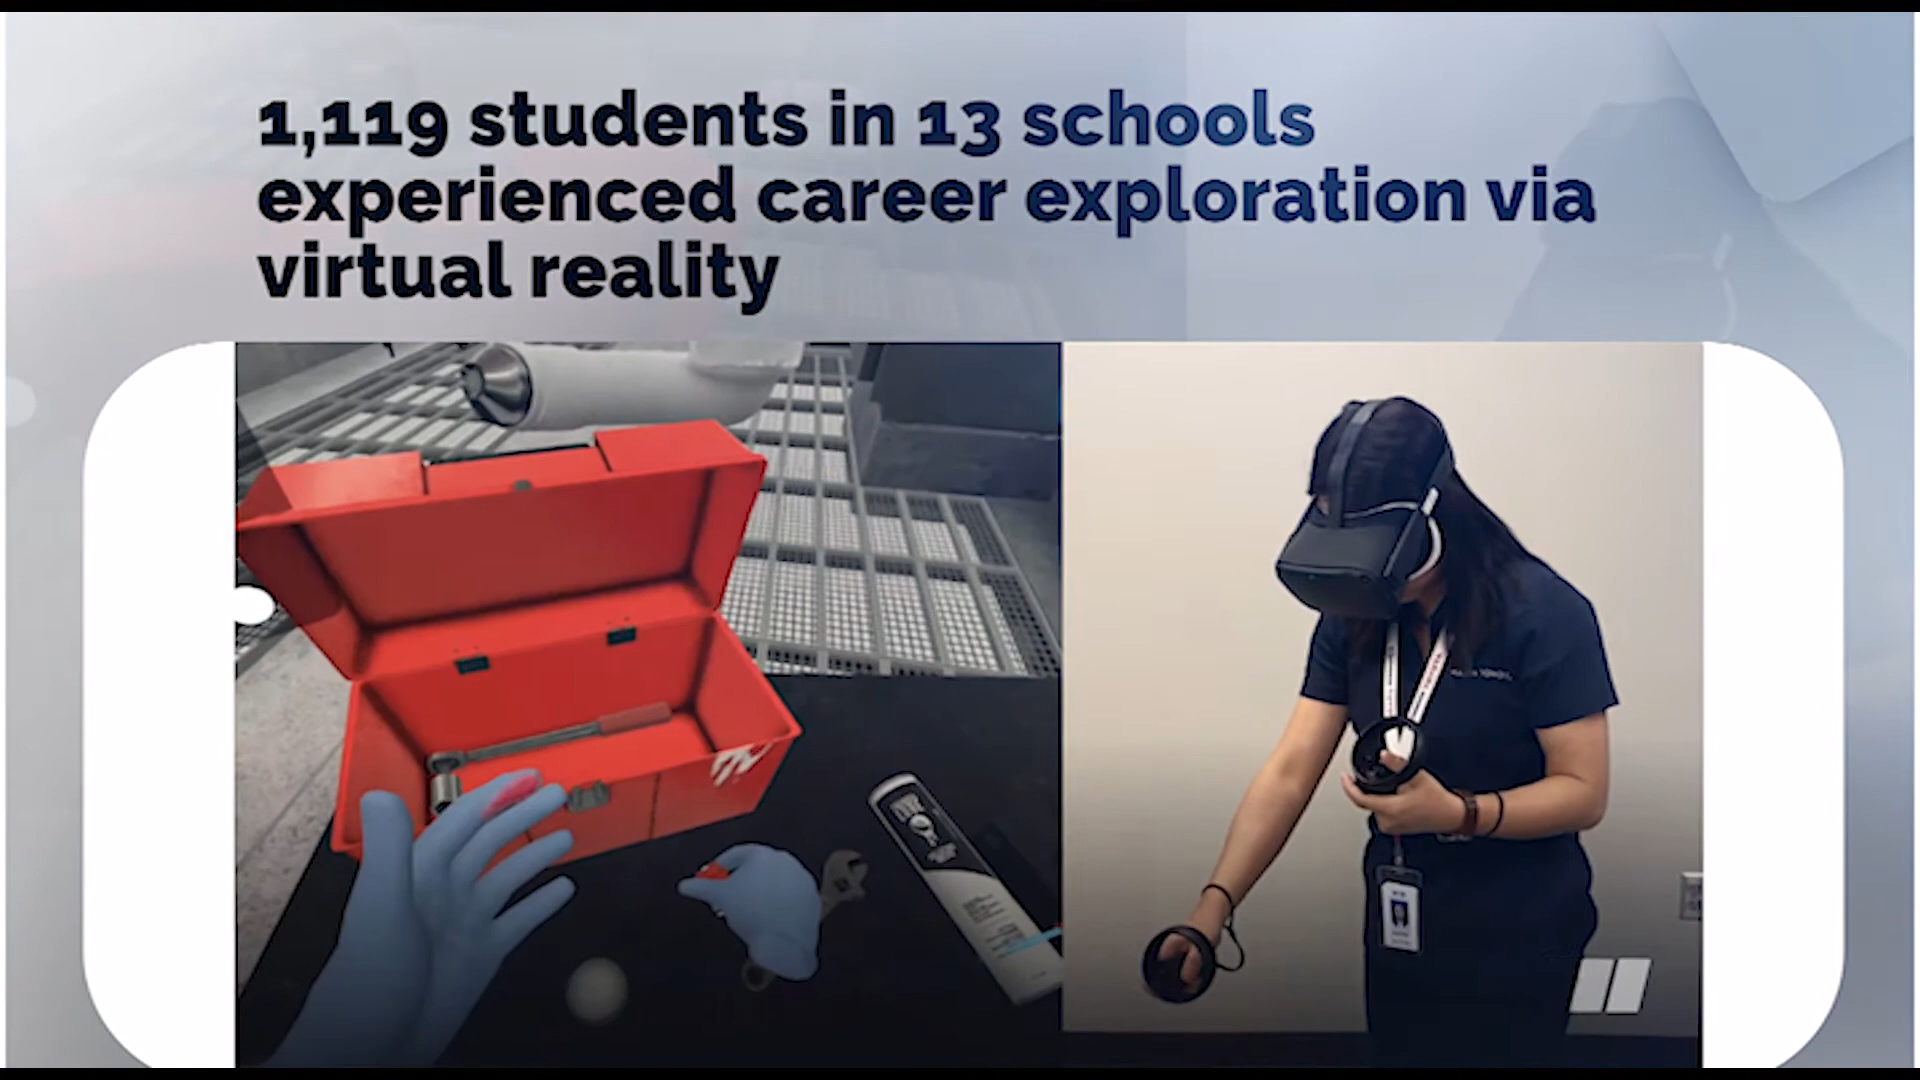 1,119 students in 13 schools
experienced career exploration via
virtual reality